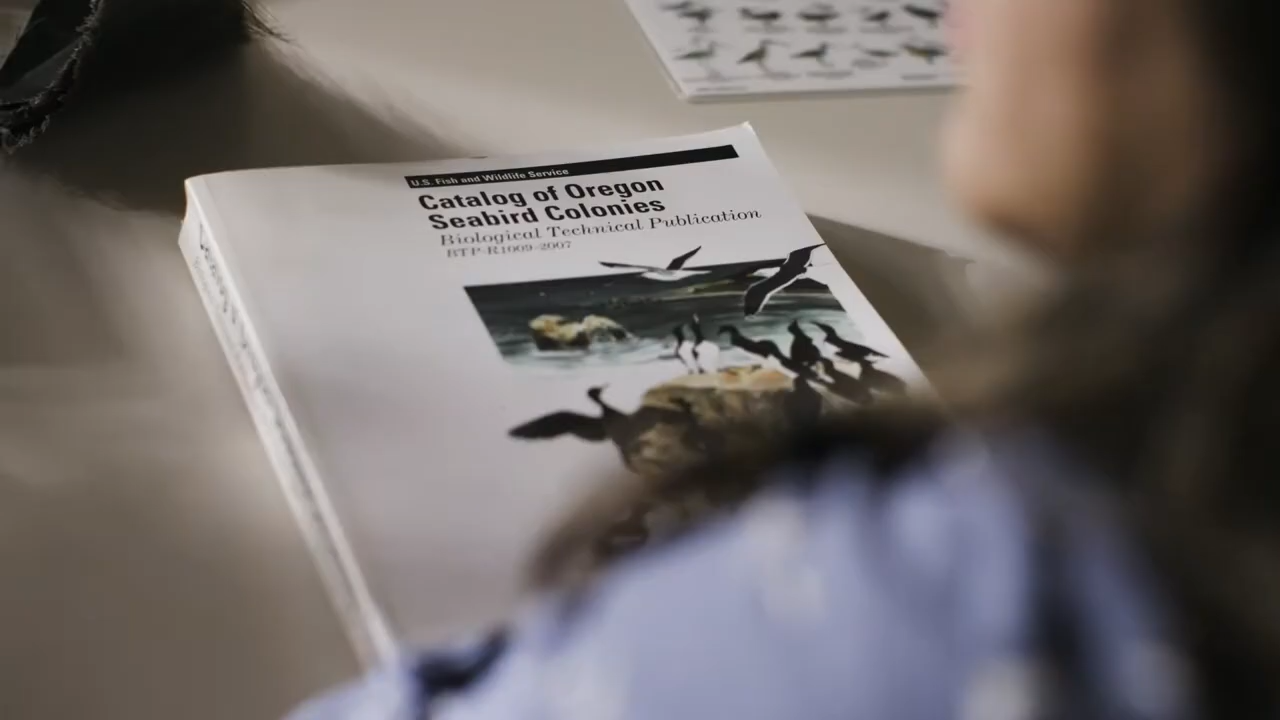 U.S. Fish and Wildlife Service
Catalog of Oregon
Seabird Colonies
Biological Technical Publication
BTP-R1009-2007